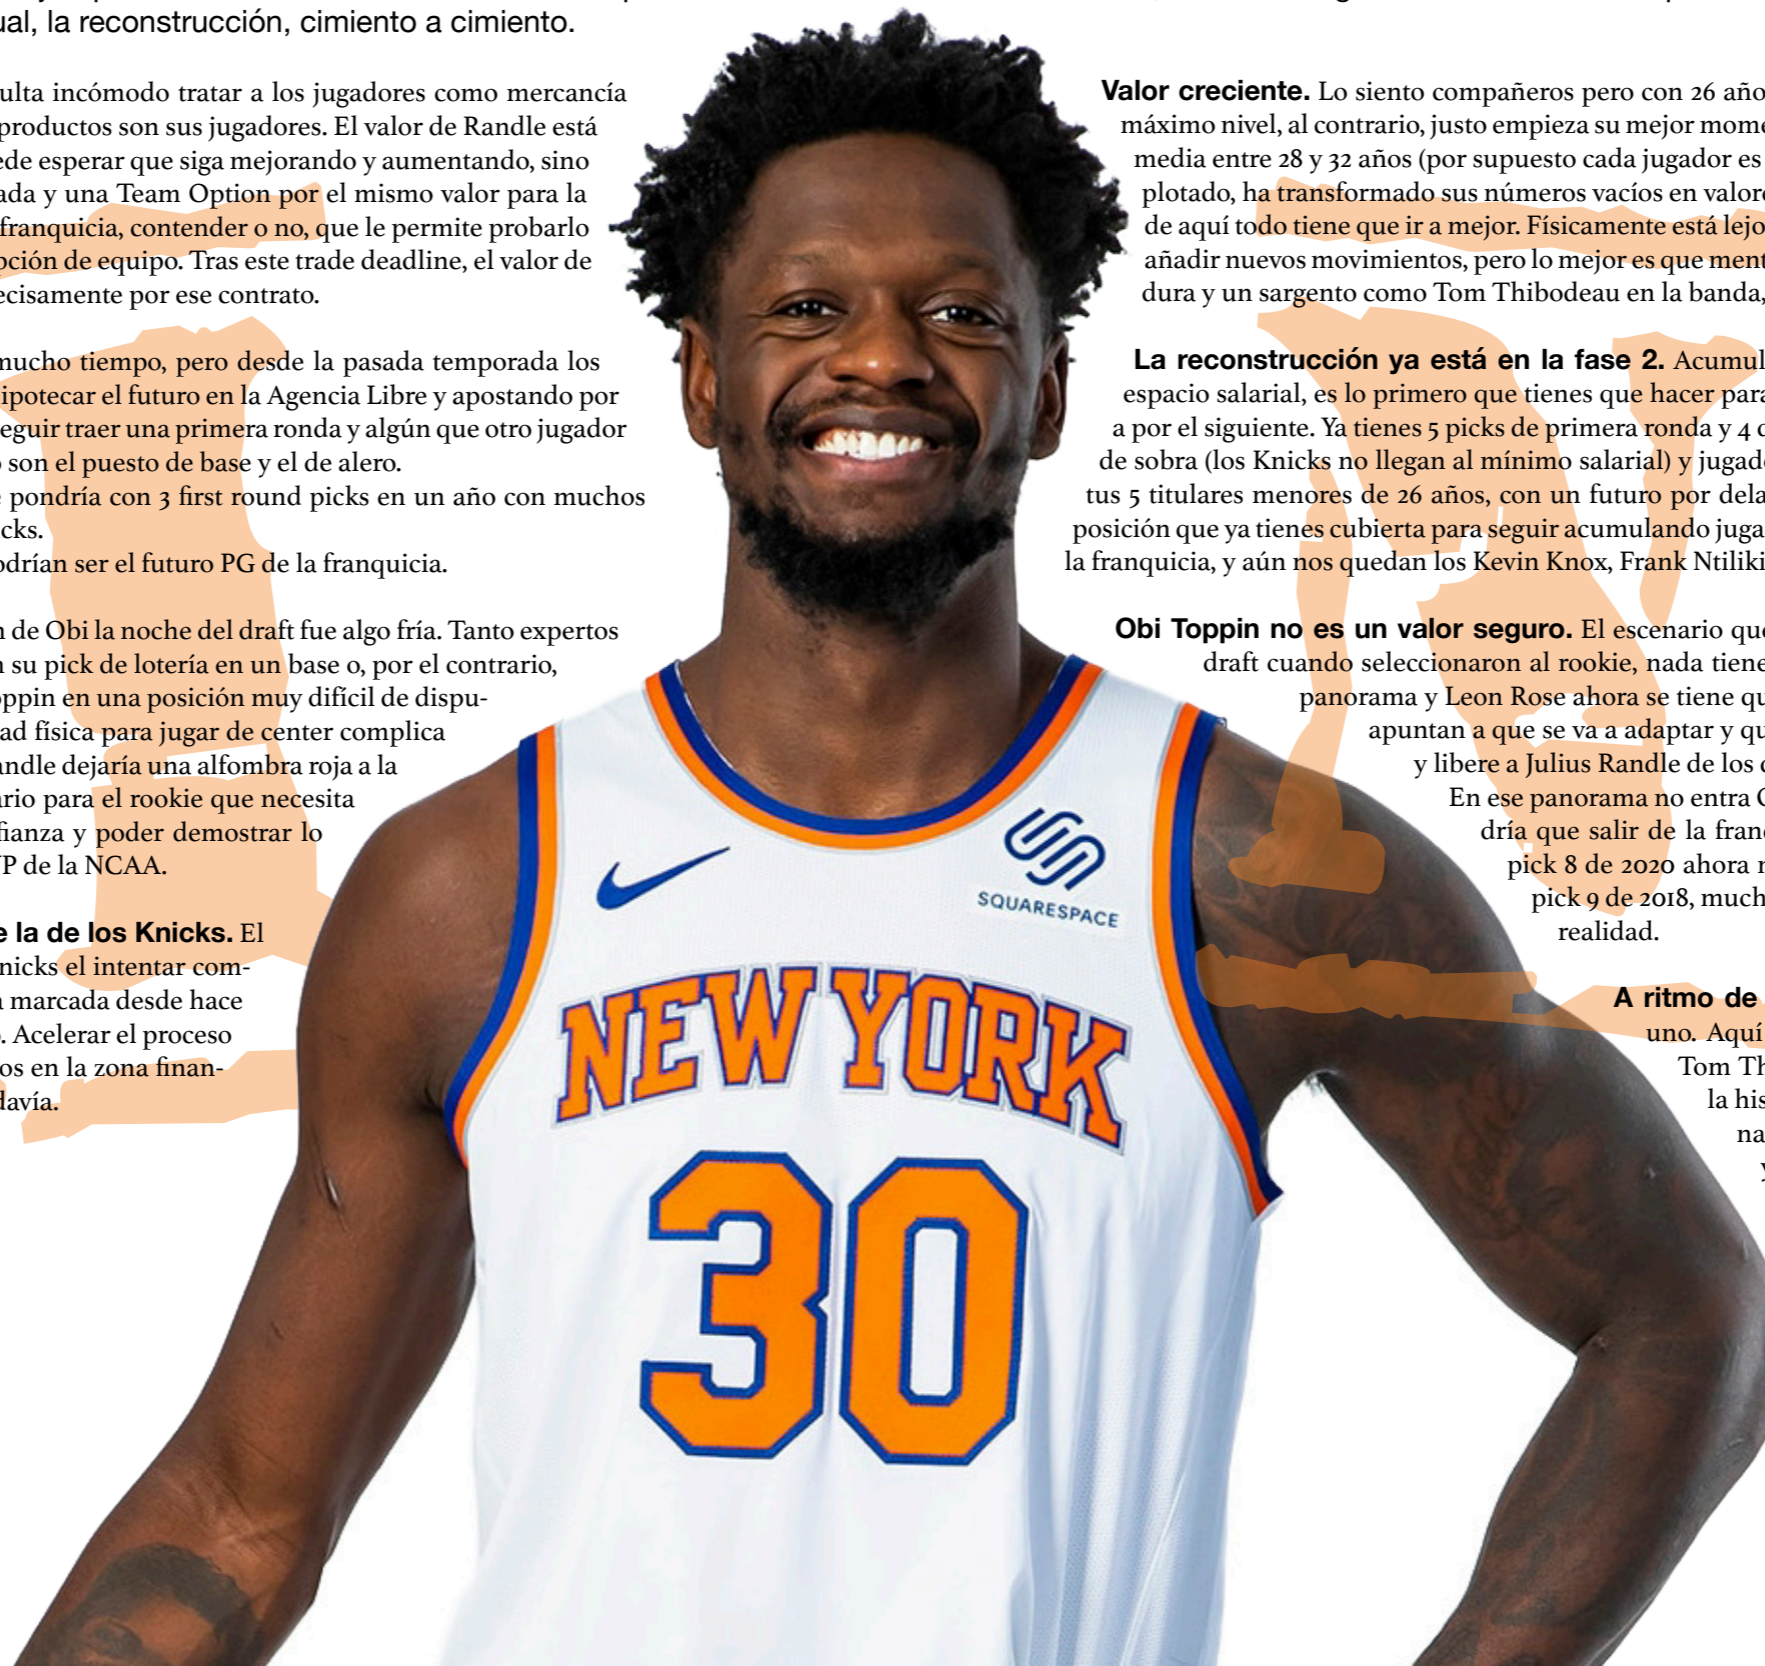 ual, la reconstrucción, cimiento a cimiento.
ulta incómodo tratar a los jugadores como mercancía
productos son sus jugadores. El valor de Randle está
ede esperar que siga mejorando y aumentando, sino
ada y una Team Option por el mismo valor para la
franquicia, contender o no, que le permite probarlo
pción de equipo. Tras este trade deadline, el valor de
ecisamente por ese contrato.
mucho tiempo, pero desde la pasada temporada los
ipotecar el futuro en la Agencia Libre y apostando por
eguir traer una primera ronda y algún que otro jugador
o son el puesto de base y el de alero.
e pondría con 3 first round picks en un año con muchos
cks.
odrían ser el futuro PG de la franquicia.
n de Obi la noche del draft fue algo fría. Tanto expertos
n su pick de lotería en un base o, por el contrario,
oppin en una posición muy difícil de dispu-
ad física para jugar de center complica
andle dejaría una alfombra roja a la
ario para el rookie que necesita
fianza y poder demostrar lo
VP de la NCAA.
e la de los Knicks. El
nicks el intentar com-
a marcada desde hace
o. Acelerar el proceso
os en la zona finan-
davía.
Valor creciente. Lo siento compañeros pero con 26 año
máximo nivel, al contrario, justo empieza su mejor mome
media entre 28 y 32 años (por supuesto cada jugador es
plotado, ha transformado sus números vacíos en valore
de aquí todo tiene que ir a mejor. Físicamente está lejo
añadir nuevos movimientos, pero lo mejor es que ment
dura y un sargento como Tom Thibodeau en la banda,
La reconstrucción ya está en la fase 2. Acumul
espacio salarial, es lo primero que tienes que hacer para
a por el siguiente. Ya tienes 5 picks de primera ronda y 4 d
de sobra (los Knicks no llegan al mínimo salarial) y jugado
tus 5 titulares menores de 26 años, con un futuro por dela
posición que ya tienes cubierta para seguir acumulando juga
la franquicia, y aún nos quedan los Kevin Knox, Frank Ntiliki
Obi Toppin no es un valor seguro. El escenario que
draft cuando seleccionaron al rookie, nada tiene
panorama y Leon Rose ahora se tiene qu
apuntan a que se va a adaptar y qu
y libere a Julius Randle de los d
En ese panorama no entra O
dría que salir de la franq
pick 8 de 2020 ahora n
pick 9 de 2018, much
realidad.
A ritmo de
uno. Aquí
Tom Th
la his
na
y
SQUARESPACE
NEW YORK
30